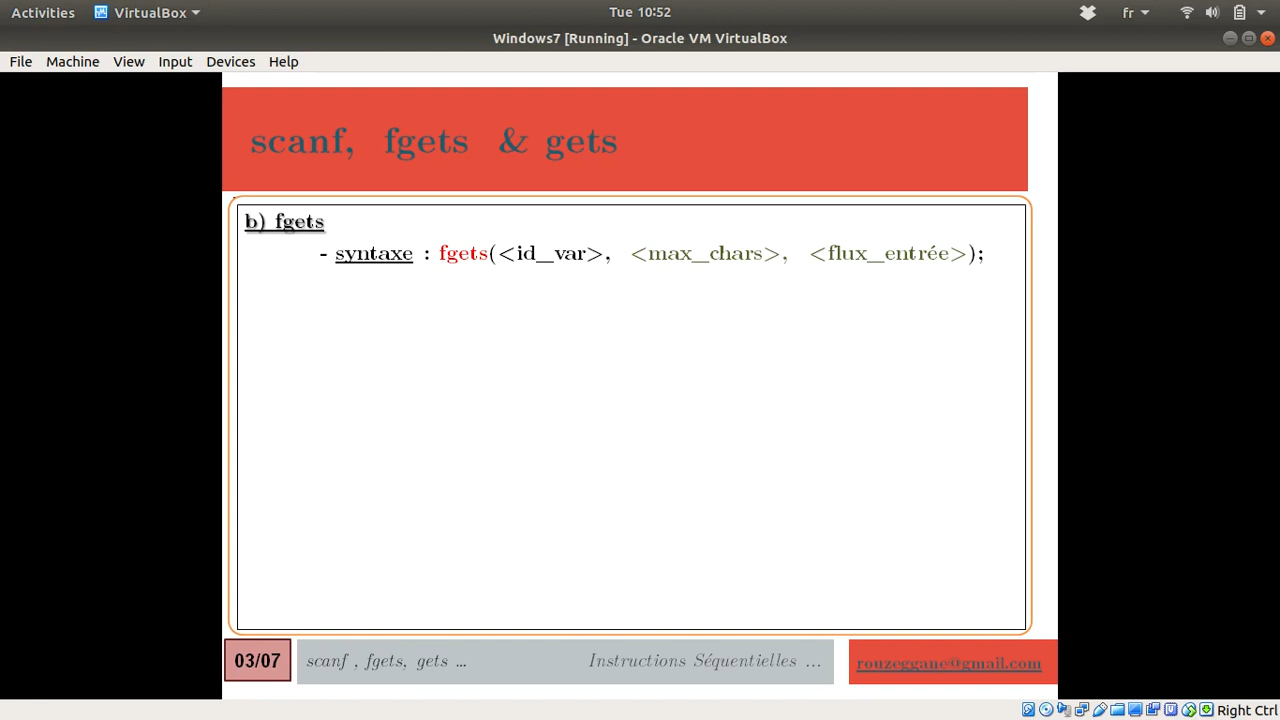 Activities VirtualBox Tue 10:52 fr
Windows7 [Running] - Oracle VM VirtualBox
File Machine View Input Devices Help
scanf, fgets & gets
b) fgets
- syntaxe : fgets(<id_var>, <max_chars>, <flux_entrée>);
03/07 scanf , fgets, gets ... Instructions Séquentielles ... rouzeggane@gmail.com
Right Ctrl